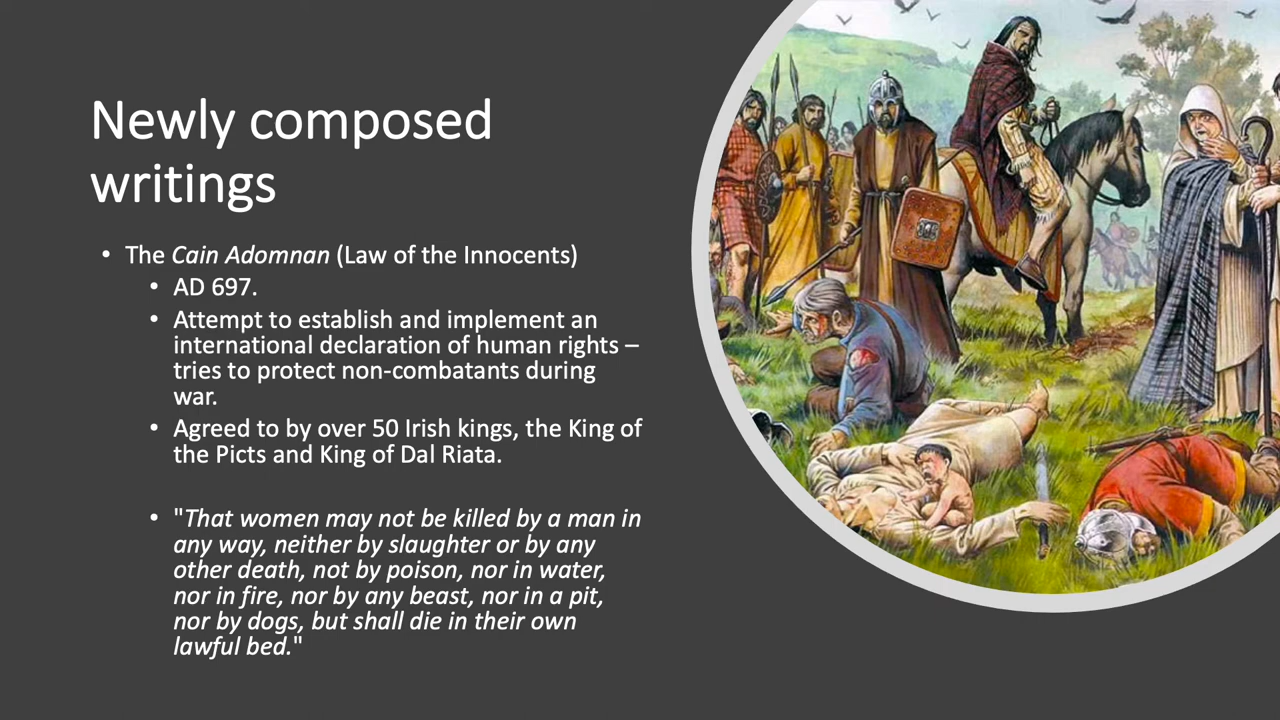 Newly composed
writings
• The Cain Adomnan (Law of the Innocents)
• AD 697.
• Attempt to establish and implement an
international declaration of human rights –
tries to protect non-combatants during
war.
• Agreed to by over 50 Irish kings, the King of
the Picts and King of Dal Riata.
• "That women may not be killed by a man in
any way, neither by slaughter or by any
other death, not by poison, nor in water,
nor in fire, nor by any beast, nor in a pit,
nor by dogs, but shall die in their own
lawful bed."